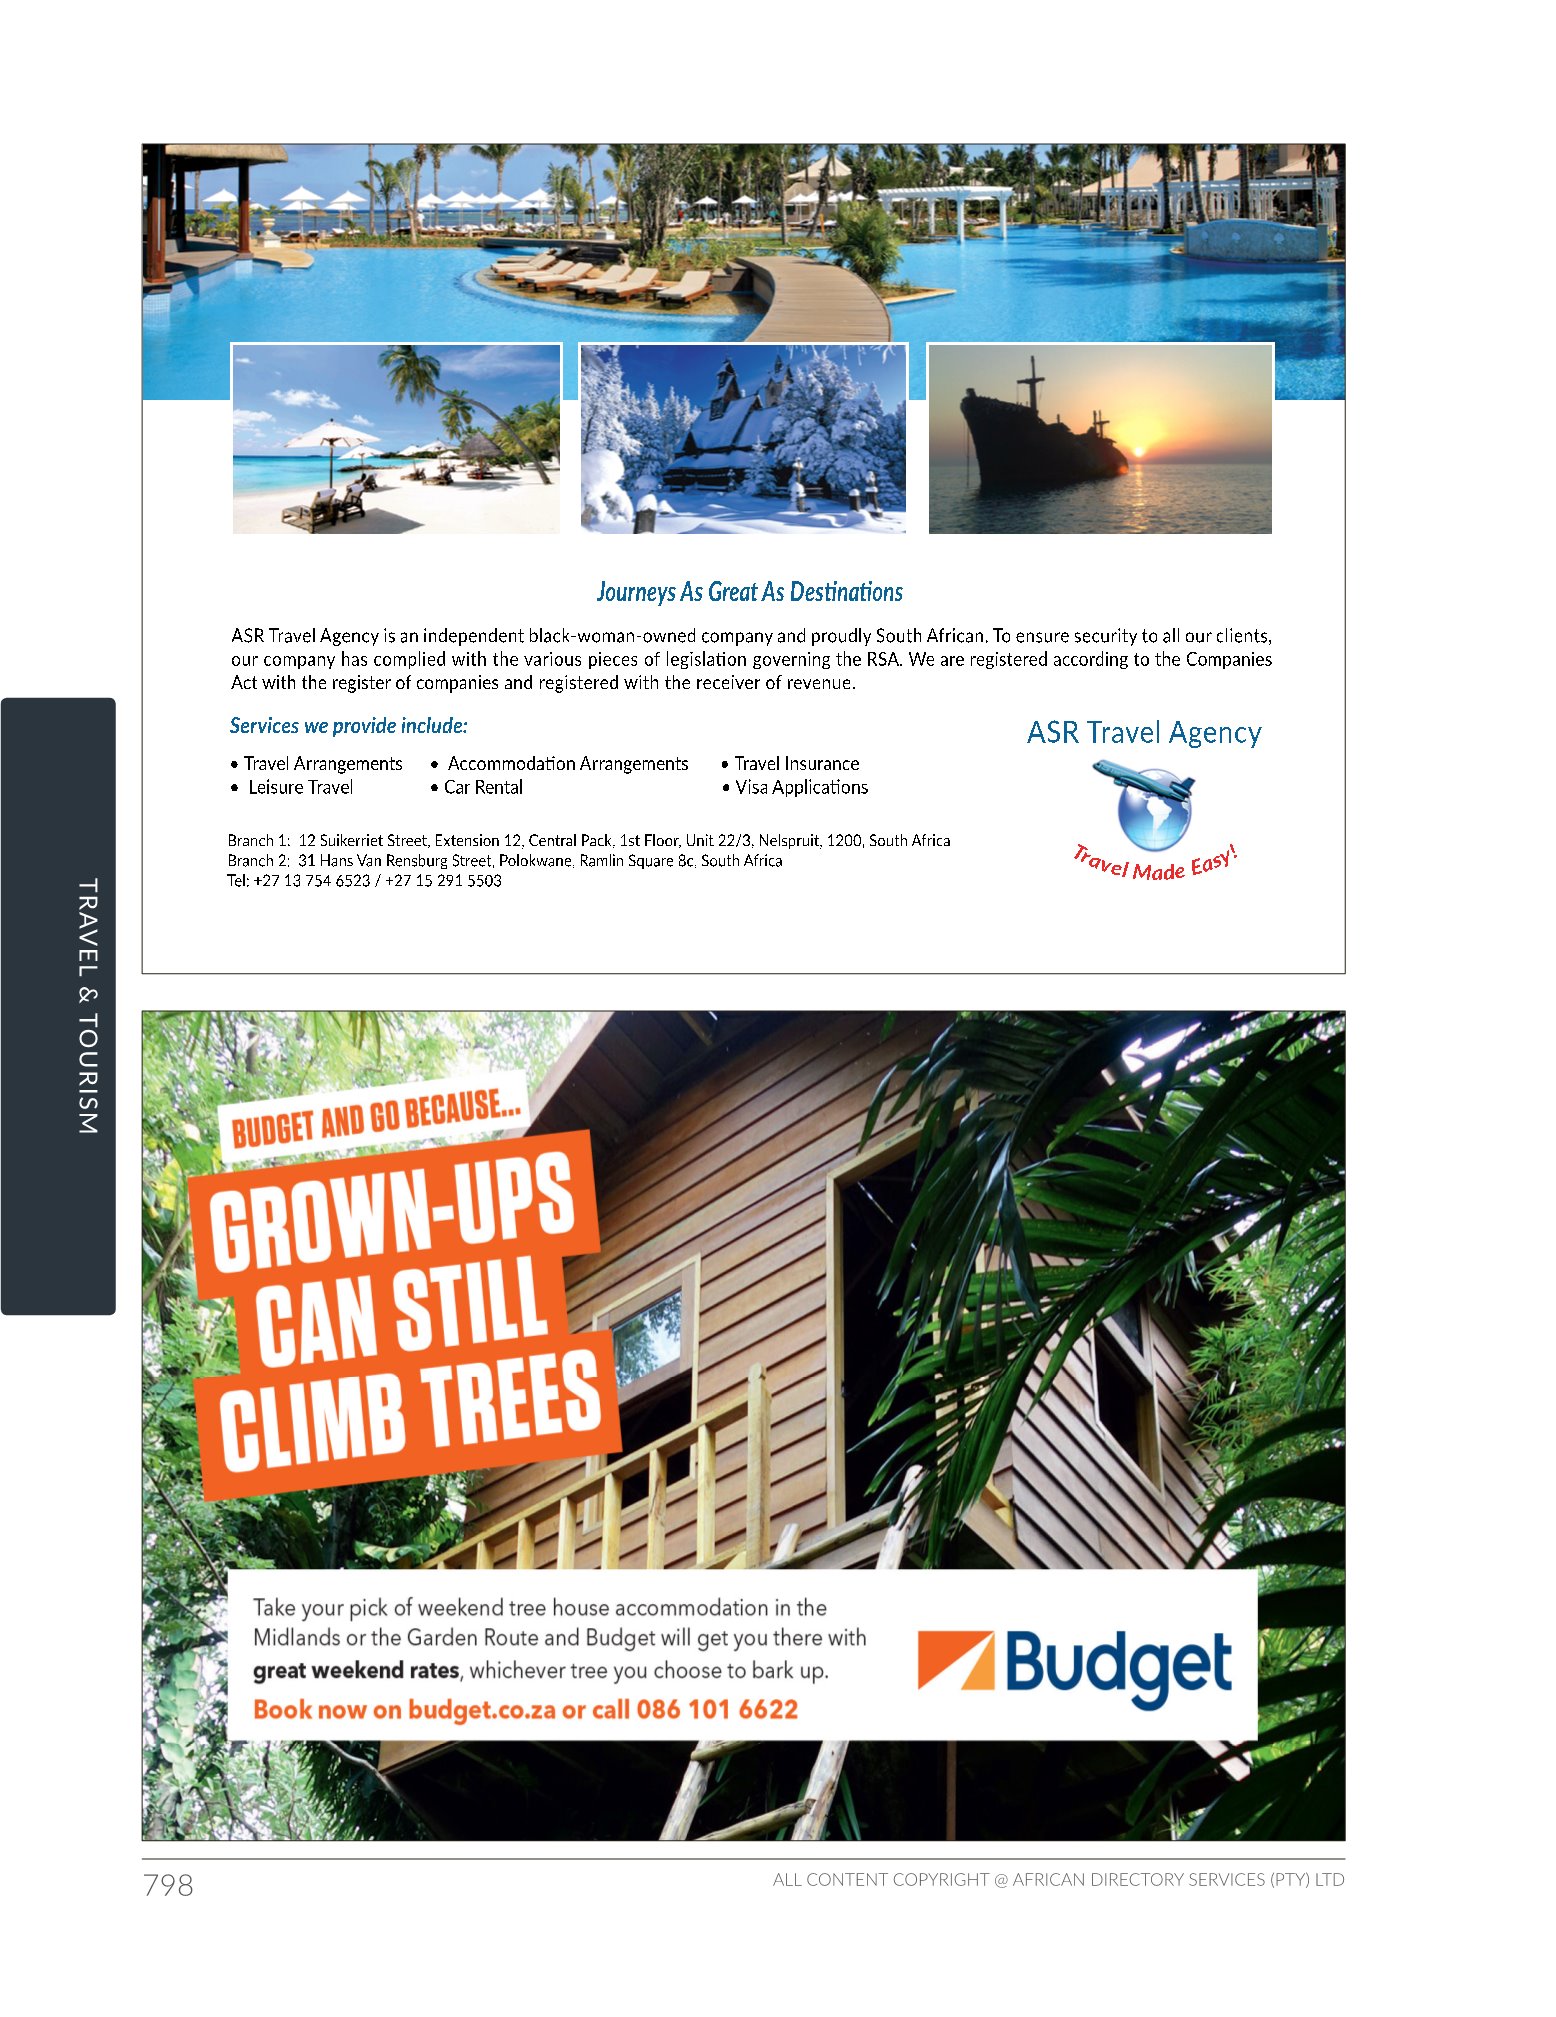 Journeys As Great As Destinations
ASR Travel Agency is an independent black-woman-owned company and proudly South African. To ensure security to all our clients,
our company has complied with the various pieces of legislation governing the RSA. We are registered according to the Companies
Act with the register of companies and registered with the receiver of revenue.
Services we provide include:
• Travel Arrangements • Accommodation Arrangements • Travel Insurance
• Leisure Travel • Car Rental • Visa Applications
Branch 1: 12 Suikerriet Street, Extension 12, Central Pack, 1st Floor, Unit 22/3, Nelspruit, 1200, South Africa
Branch 2: 31 Hans Van Rensburg Street, Polokwane, Ramlin Square 8c, South Africa
Tel: +27 13 754 6523 / +27 15 291 5503
ASR Travel Agency
Travel Made Easy!
TRAVEL & TOURISM
BUDGET AND GO BECAUSE...
GROWN-UPS
CAN STILL
CLIMB TREES
Take your pick of weekend tree house accommodation in the
Midlands or the Garden Route and Budget will get you there with
great weekend rates, whichever tree you choose to bark up.
Book now on budget.co.za or call 086 101 6622
Budget
798
ALL CONTENT COPYRIGHT @ AFRICAN DIRECTORY SERVICES (PTY) LTD